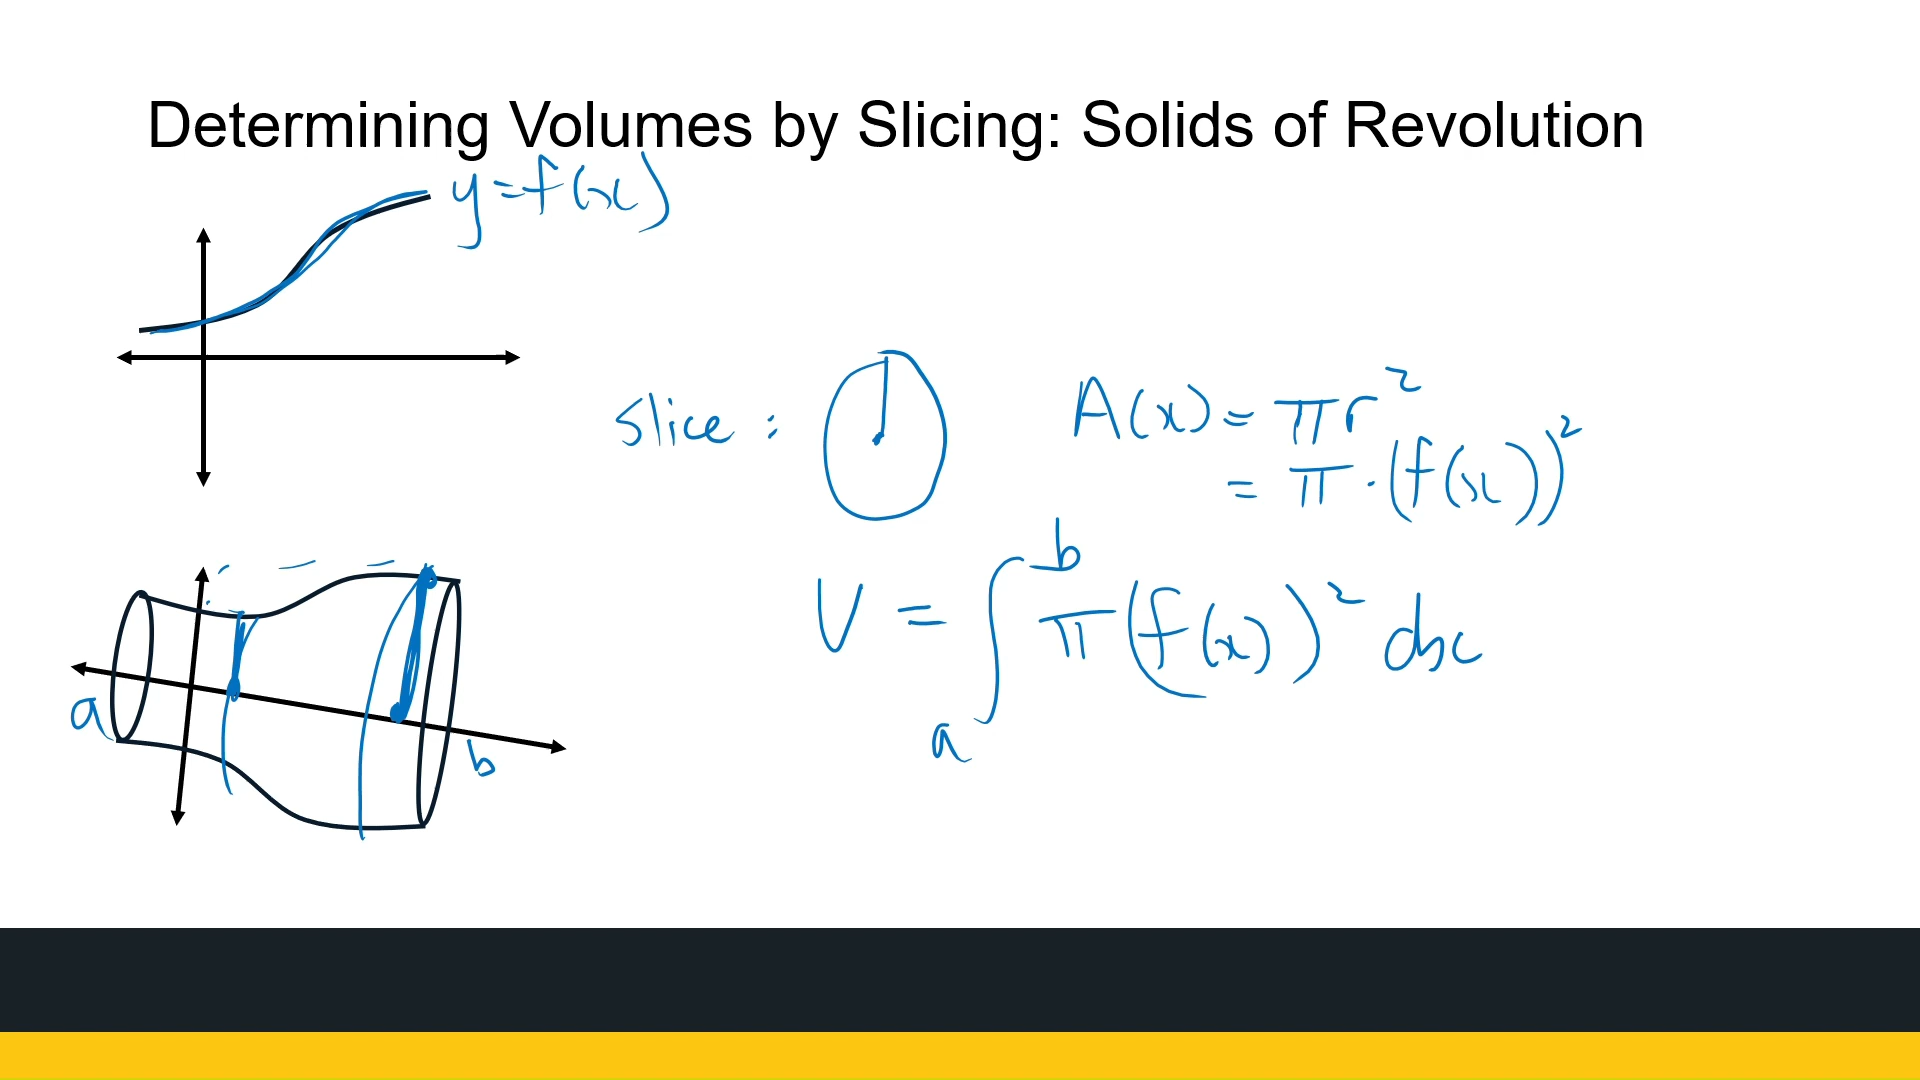 Determining Volumes by Slicing: Solids of Revolution
y=f(x)
slice : A(x) = πr²
= π·(f(x))²
V = ∫ₐᵇ π(f(x))² dx
a
b